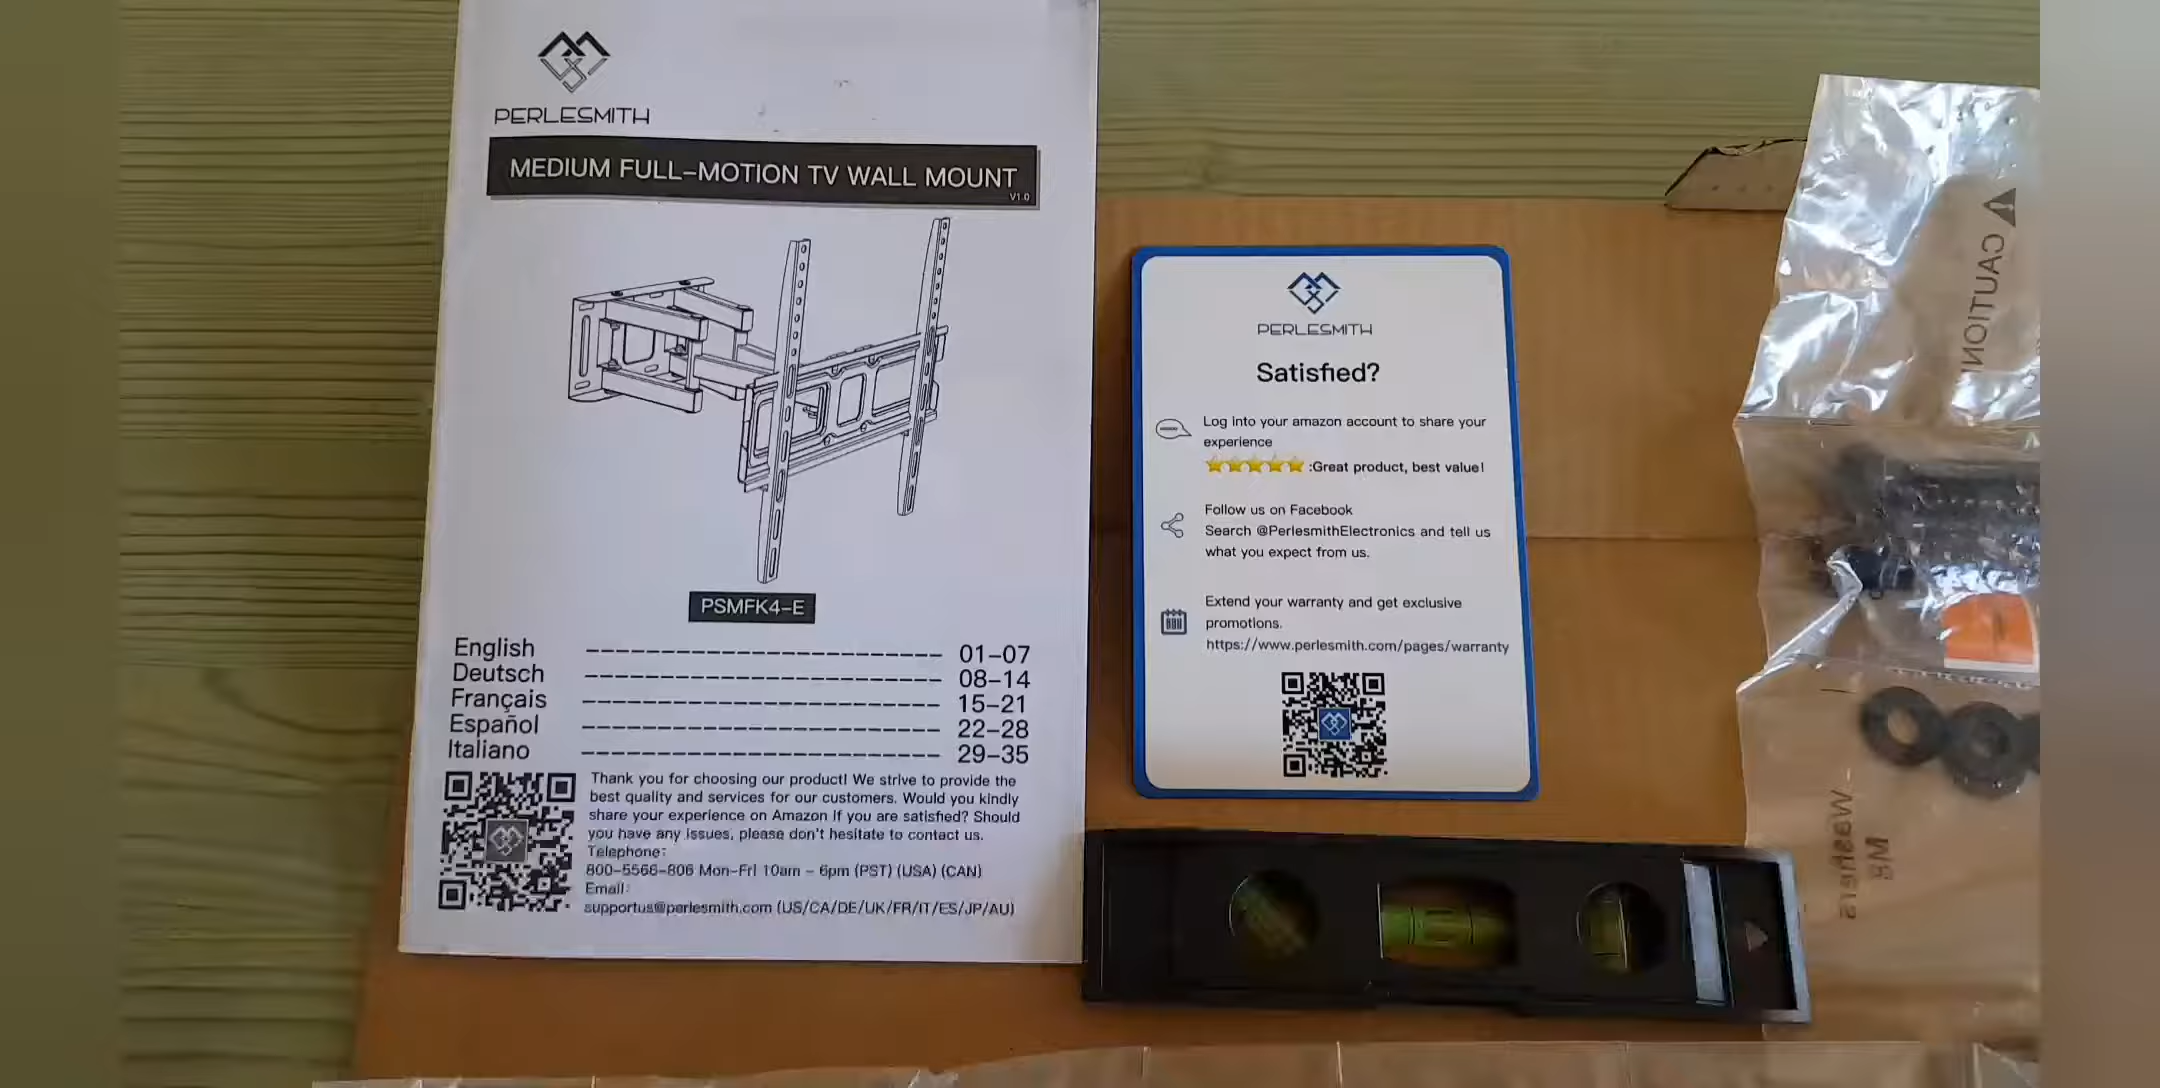 PERLESMITH
MEDIUM FULL-MOTION TV WALL MOUNT
V1.0
PSMFK4-E
English ------------------------ 01-07
Deutsch ------------------------ 08-14
Français ------------------------ 15-21
Español ------------------------ 22-28
Italiano ------------------------ 29-35
Thank you for choosing our product! We strive to provide the
best quality and services for our customers. Would you kindly
share your experience on Amazon if you are satisfied? Should
you have any issues, please don't hesitate to contact us.
Telephone:
800-5566-806 Mon-Fri 10am - 6pm (PST) (USA) (CAN)
Email:
supportus@perlesmith.com (US/CA/DE/UK/FR/IT/ES/JP/AU)
PERLESMITH
Satisfied?
Log into your amazon account to share your
experience
:Great product, best value!
Follow us on Facebook
Search @PerlesmithElectronics and tell us
what you expect from us.
Extend your warranty and get exclusive
promotions.
https://www.perlesmith.com/pages/warranty
CAUTION
M8
Washers